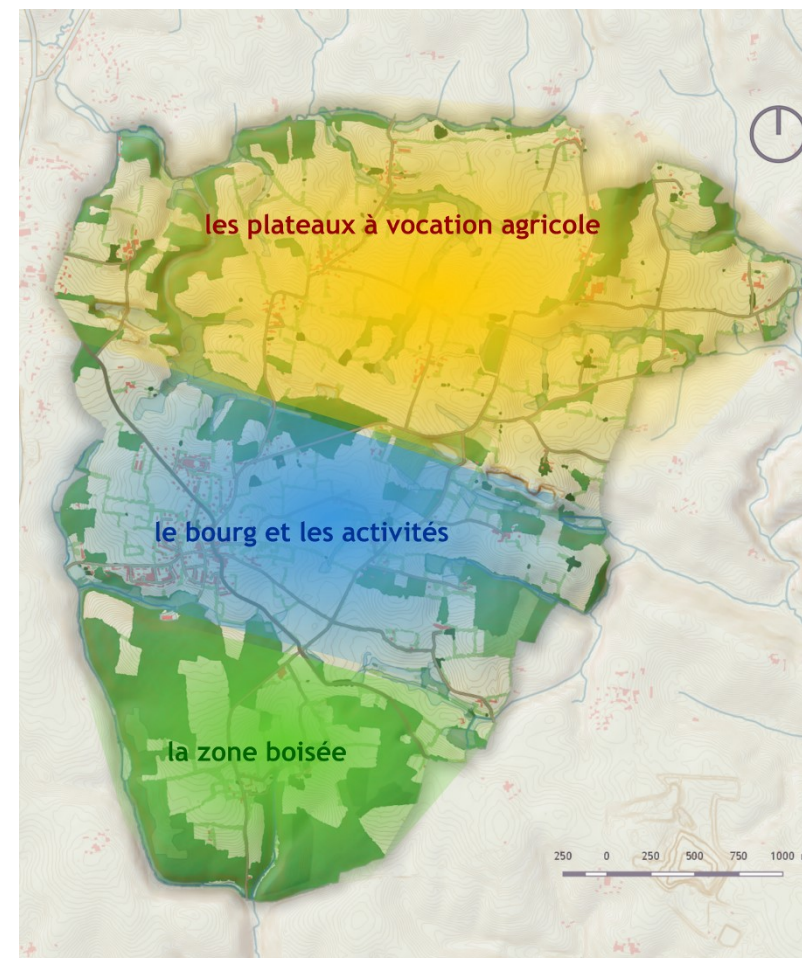 les plateaux à vocation agricole
le bourg et les activités
la zone boisée
250 0 250 500 750 1000